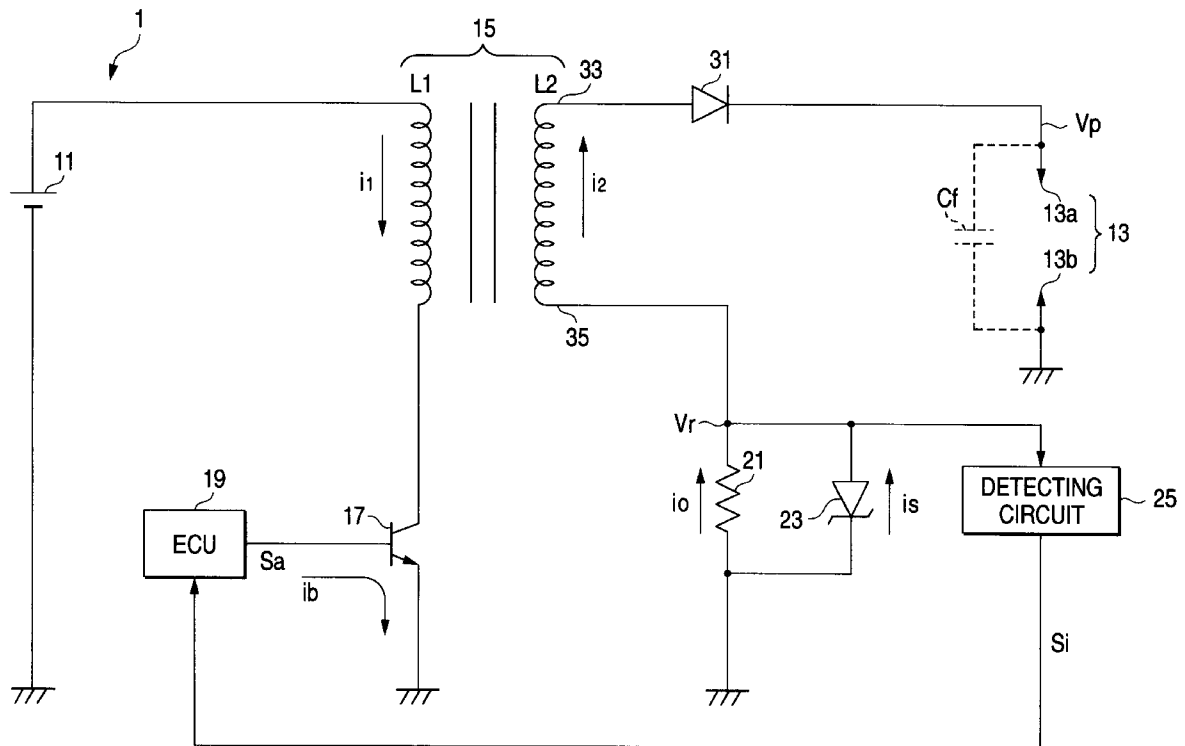 1
15
L1
L2
33
31
Vp
11
i1
i2
Cf
13a
13
13b
35
Vr
21
io
23
is
DETECTING
CIRCUIT
25
19
ECU
17
Sa
ib
Si